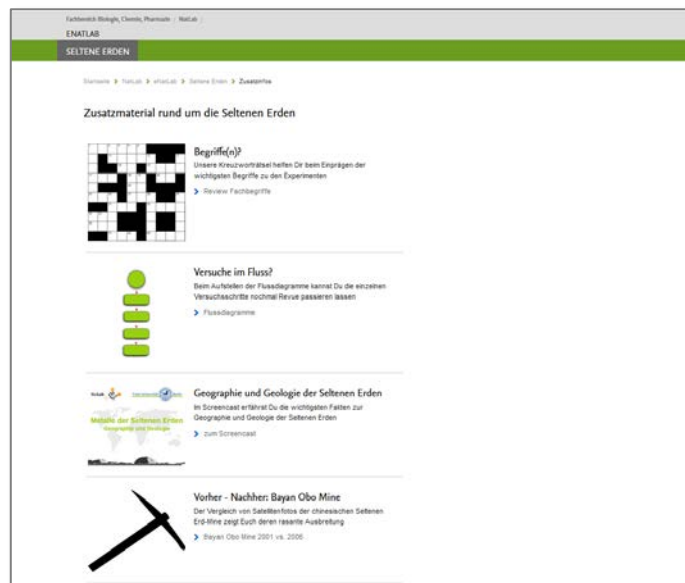 Fachbereich Biologie, Chemie, Pharmazie | NatLab |
ENATLAB
SELTENE ERDEN
Startseite > NatLab > eNatLab > Seltene Erden > Zusatzinfos
Zusatzmaterial rund um die Seltenen Erden
Begriffe(n)?
Unsere Kreuzworträtsel helfen Dir beim Einprägen der
wichtigsten Begriffe zu den Experimenten
> Review Fachbegriffe
Versuche im Fluss?
Beim Aufstellen der Flussdiagramme kannst Du die einzelnen
Versuchsschritte nochmal Revue passieren lassen
> Flussdiagramme
NatLab
Metalle der Seltenen Erden
Geographie und Geologie
Geographie und Geologie der Seltenen Erden
Im Screencast erfährst Du die wichtigsten Fakten zur
Geographie und Geologie der Seltenen Erden
> zum Screencast
Vorher - Nachher: Bayan Obo Mine
Der Vergleich von Satellitenfotos der chinesischen Seltenen
Erd-Mine zeigt Euch deren rasante Ausbreitung
> Bayan Obo Mine 2001 vs. 2006